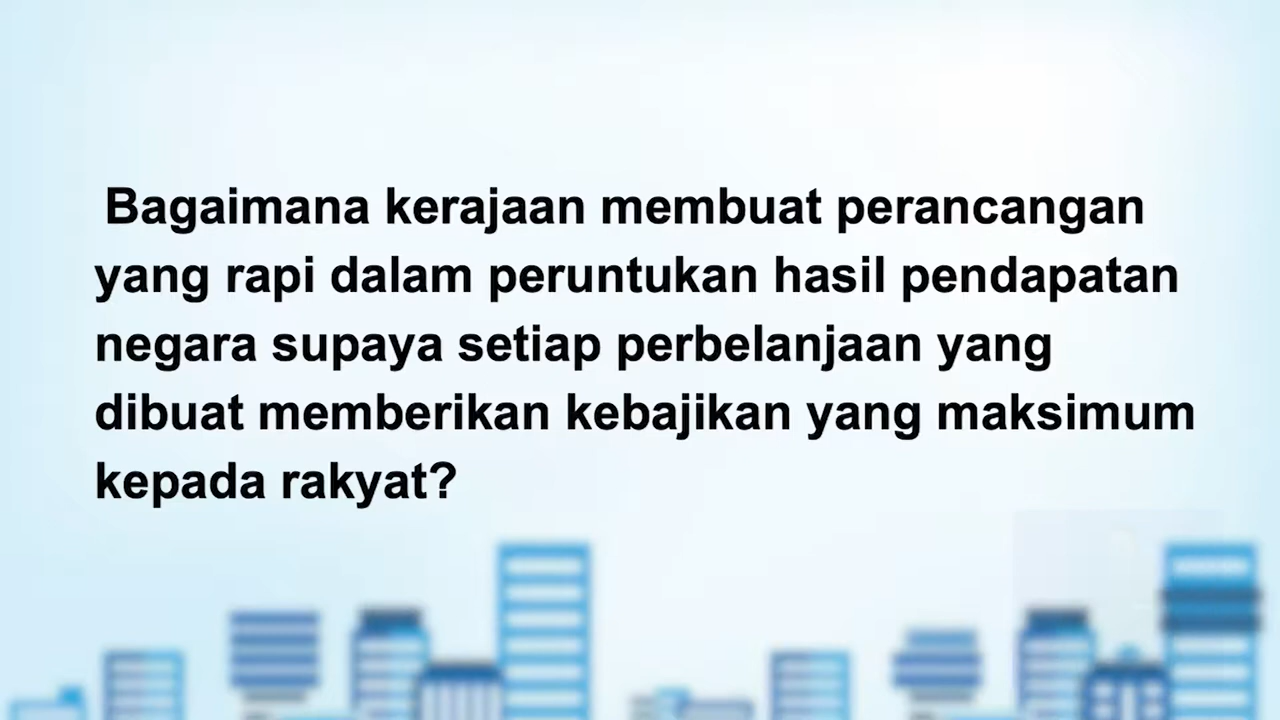 Bagaimana kerajaan membuat perancangan
yang rapi dalam peruntukan hasil pendapatan
negara supaya setiap perbelanjaan yang
dibuat memberikan kebajikan yang maksimum
kepada rakyat?